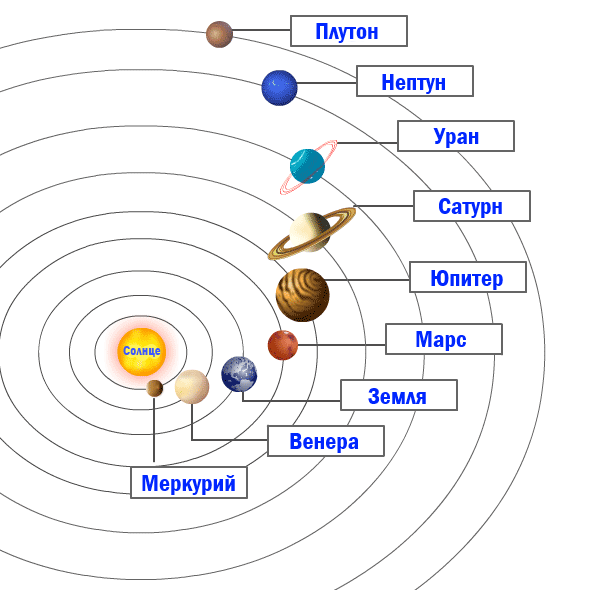 Плутон
Нептун
Уран
Сатурн
Юпитер
Марс
Солнце
Земля
Венера
Меркурий